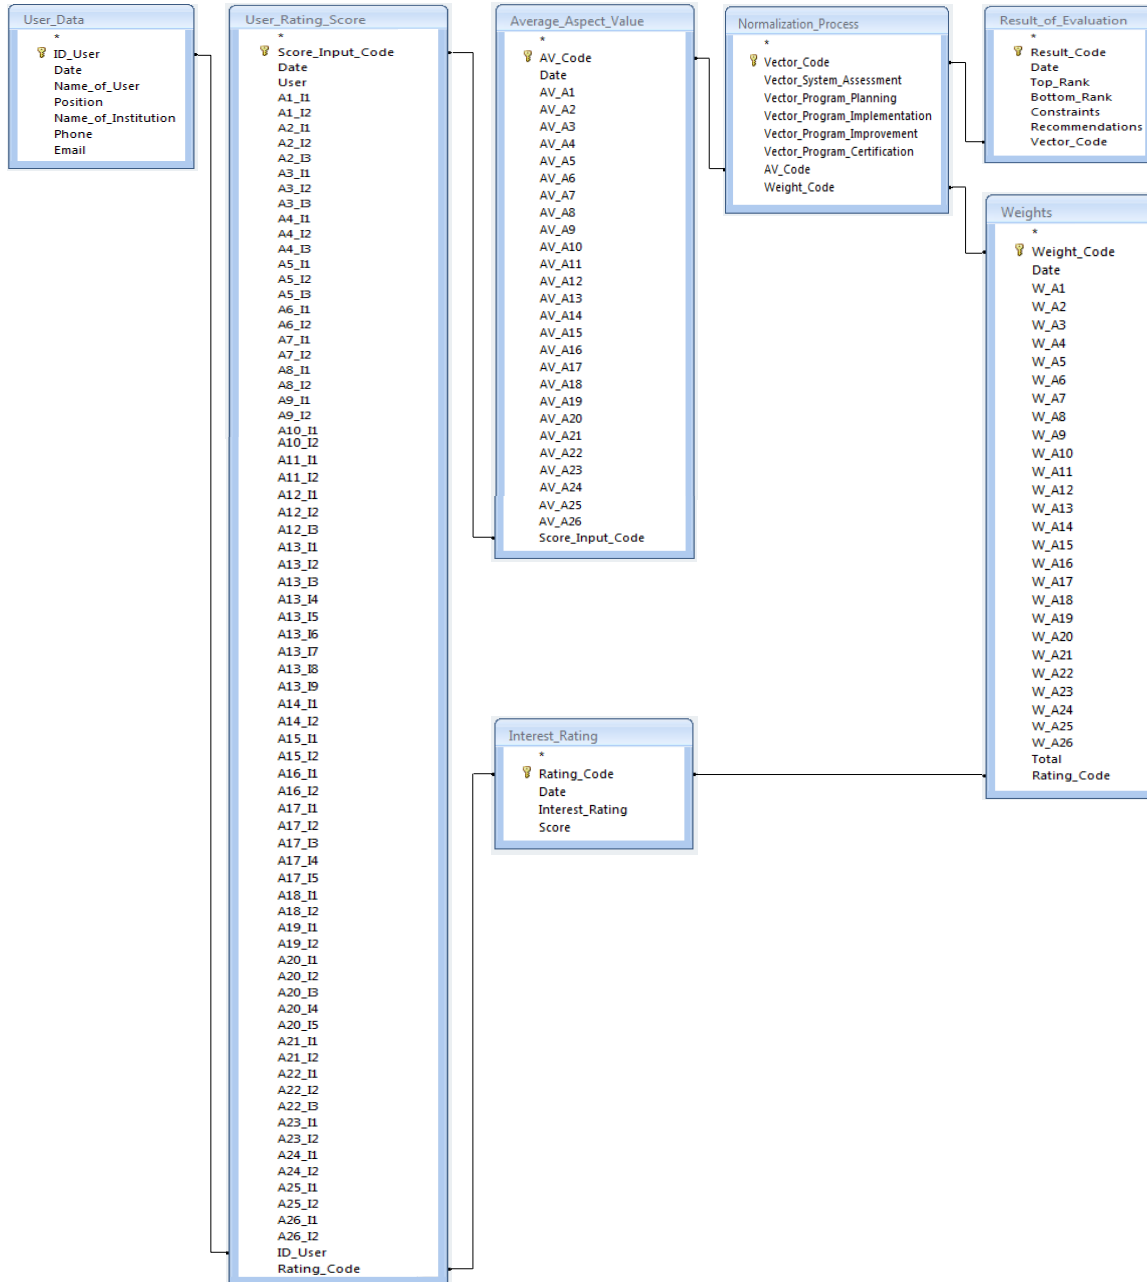 User_Data
*
ID_User
Date
Name_of_User
Position
Name_of_Institution
Phone
Email
User_Rating_Score
*
Score_Input_Code
Date
User
A1_I1
A1_I2
A2_I1
A2_I2
A2_I3
A3_I1
A3_I2
A3_I3
A4_I1
A4_I2
A4_I3
A5_I1
A5_I2
A5_I3
A6_I1
A6_I2
A7_I1
A7_I2
A8_I1
A8_I2
A9_I1
A9_I2
A10_I1
A10_I2
A11_I1
A11_I2
A12_I1
A12_I2
A12_I3
A13_I1
A13_I2
A13_I3
A13_I4
A13_I5
A13_I6
A13_I7
A13_I8
A13_I9
A14_I1
A14_I2
A15_I1
A15_I2
A16_I1
A16_I2
A17_I1
A17_I2
A17_I3
A17_I4
A17_I5
A18_I1
A18_I2
A19_I1
A19_I2
A20_I1
A20_I2
A20_I3
A20_I4
A20_I5
A21_I1
A21_I2
A22_I1
A22_I2
A22_I3
A23_I1
A23_I2
A24_I1
A24_I2
A25_I1
A25_I2
A26_I1
A26_I2
ID_User
Rating_Code
Average_Aspect_Value
*
AV_Code
Date
AV_A1
AV_A2
AV_A3
AV_A4
AV_A5
AV_A6
AV_A7
AV_A8
AV_A9
AV_A10
AV_A11
AV_A12
AV_A13
AV_A14
AV_A15
AV_A16
AV_A17
AV_A18
AV_A19
AV_A20
AV_A21
AV_A22
AV_A23
AV_A24
AV_A25
AV_A26
Score_Input_Code
Normalization_Process
*
Vector_Code
Vector_System_Assessment
Vector_Program_Planning
Vector_Program_Implementation
Vector_Program_Improvement
Vector_Program_Certification
AV_Code
Weight_Code
Result_of_Evaluation
*
Result_Code
Date
Top_Rank
Bottom_Rank
Constraints
Recommendations
Vector_Code
Weights
*
Weight_Code
Date
W_A1
W_A2
W_A3
W_A4
W_A5
W_A6
W_A7
W_A8
W_A9
W_A10
W_A11
W_A12
W_A13
W_A14
W_A15
W_A16
W_A17
W_A18
W_A19
W_A20
W_A21
W_A22
W_A23
W_A24
W_A25
W_A26
Total
Rating_Code
Interest_Rating
*
Rating_Code
Date
Interest_Rating
Score